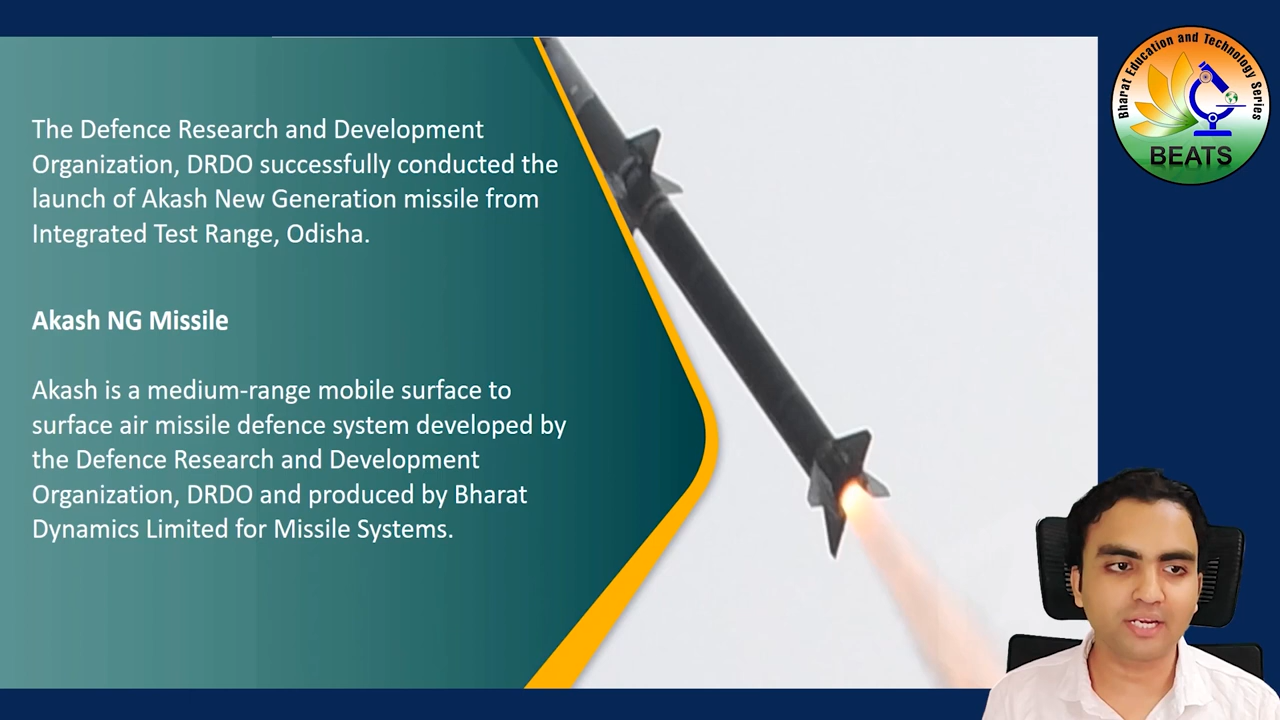 The Defence Research and Development
Organization, DRDO successfully conducted the
launch of Akash New Generation missile from
Integrated Test Range, Odisha.
Akash NG Missile
Akash is a medium-range mobile surface to
surface air missile defence system developed by
the Defence Research and Development
Organization, DRDO and produced by Bharat
Dynamics Limited for Missile Systems.
Bharat Education and Technology Series
BEATS